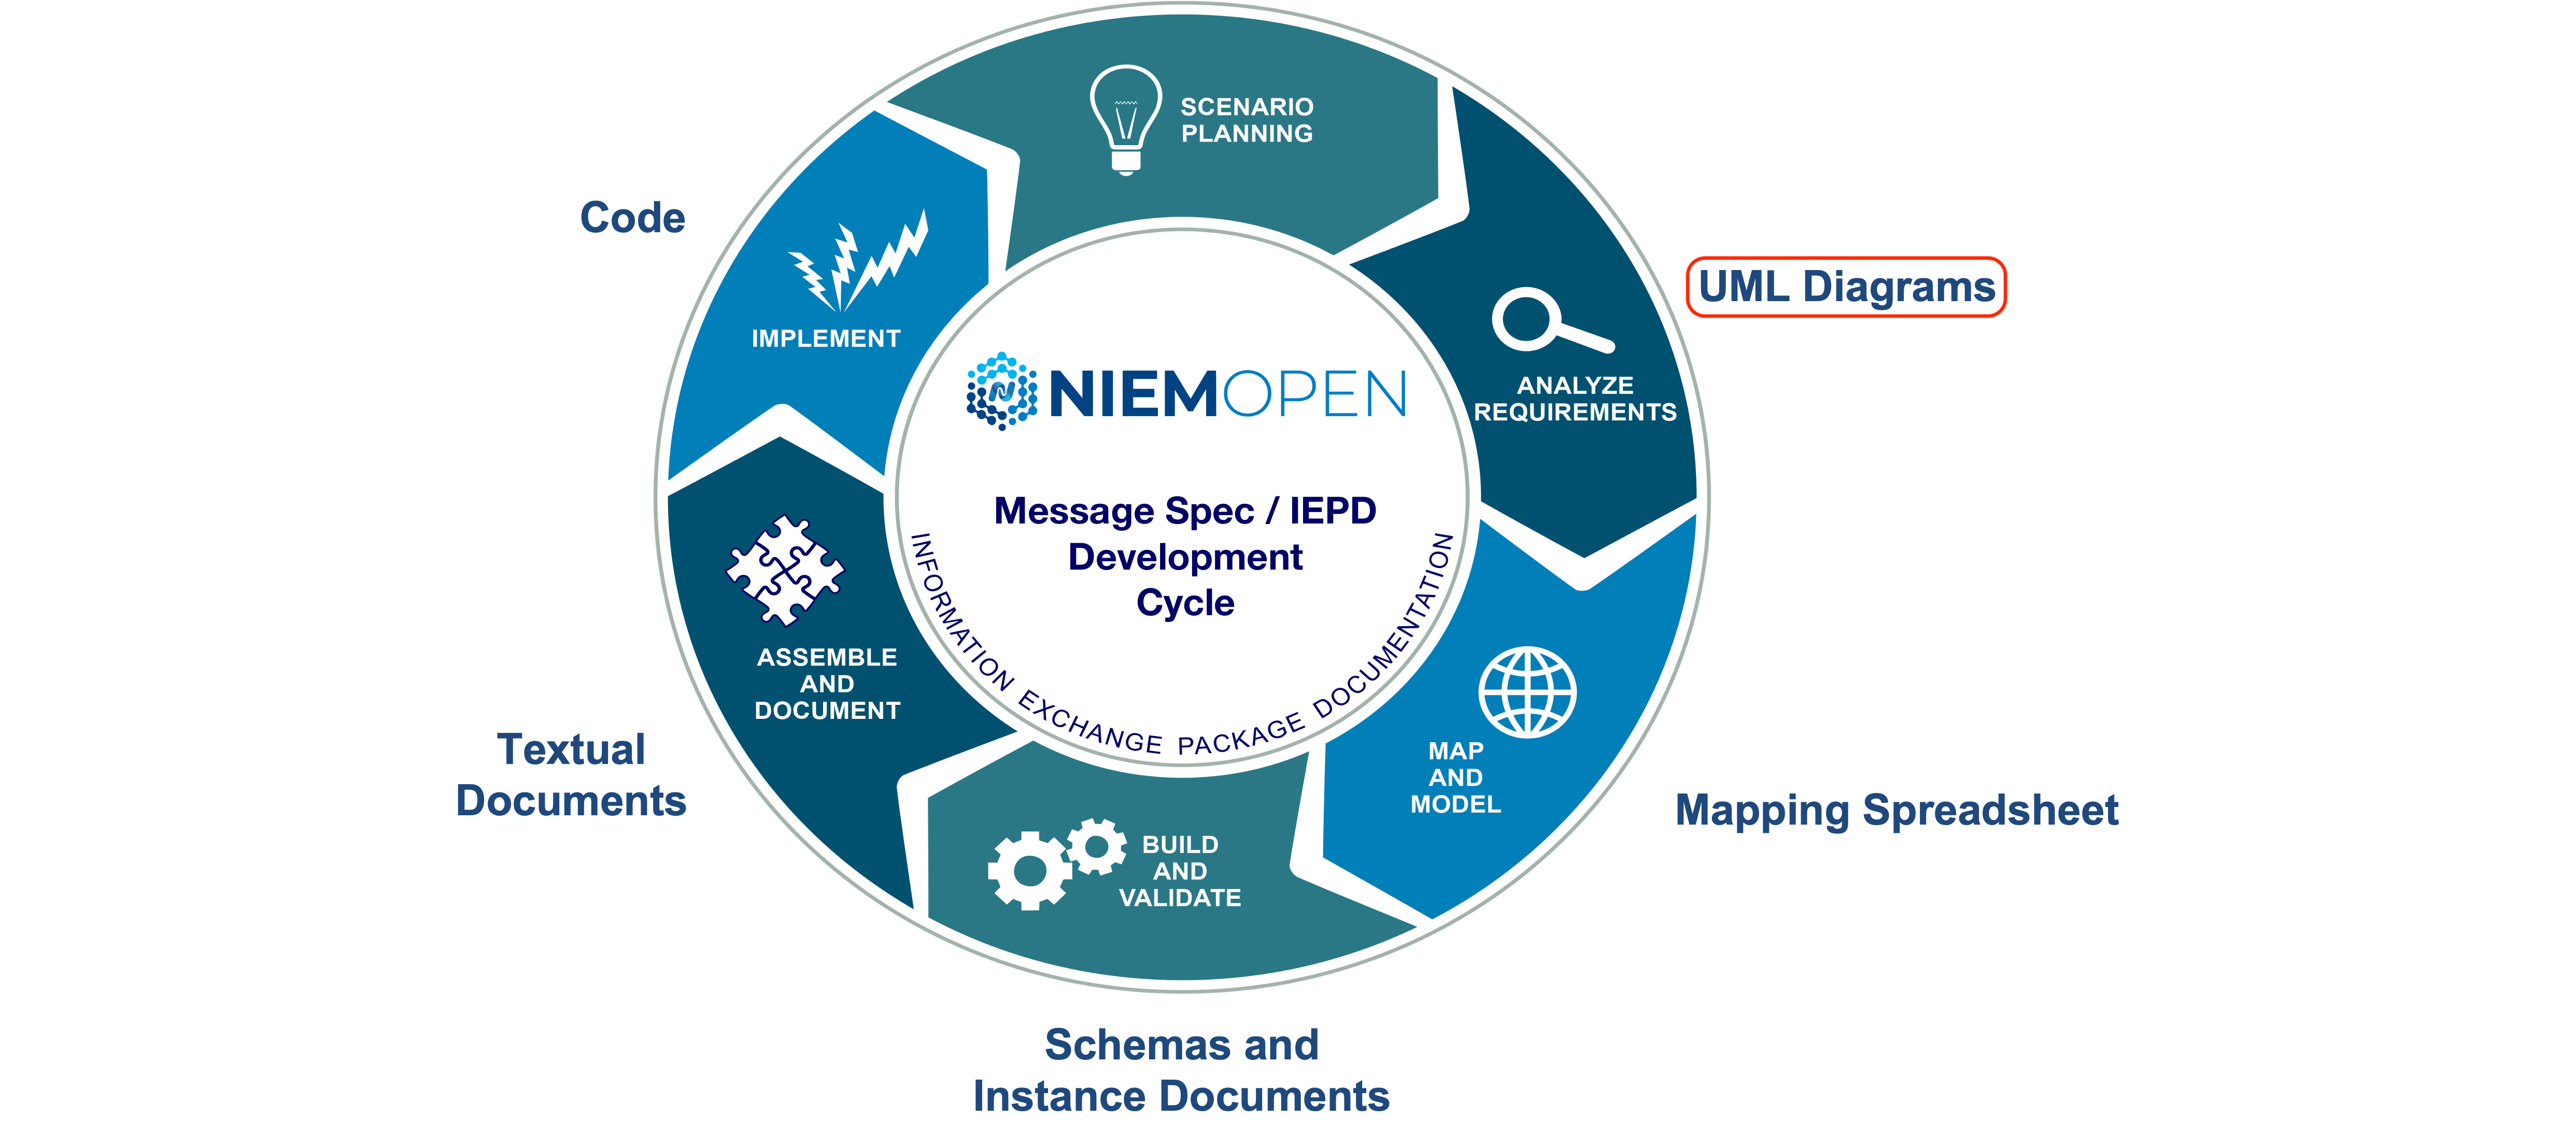 SCENARIO
PLANNING
UML Diagrams
ANALYZE
REQUIREMENTS
MAP
AND
MODEL
Mapping Spreadsheet
BUILD
AND
VALIDATE
Schemas and
Instance Documents
ASSEMBLE
AND
DOCUMENT
Textual
Documents
IMPLEMENT
Code
NIEMOPEN
Message Spec / IEPD
Development
Cycle
INFORMATION EXCHANGE PACKAGE DOCUMENTATION